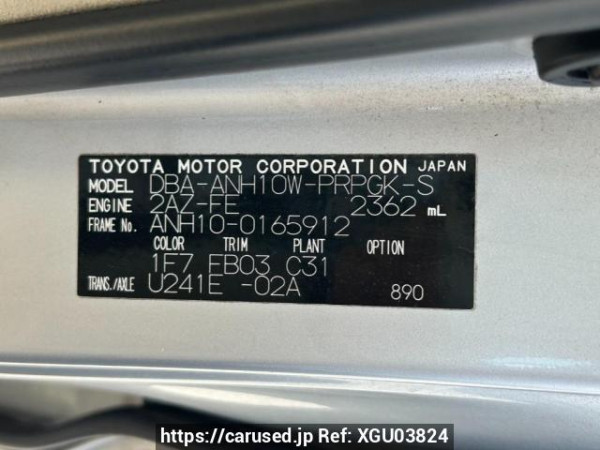 TOYOTA MOTOR CORPORATION JAPAN
MODEL DBA-ANH10W-PRPGK-S
ENGINE 2AZ-FE 2362 mL
FRAME No. ANH10-0165912
COLOR TRIM PLANT OPTION
1F7 FB03 C31
TRANS./AXLE U241E -02A 890
https://carused.jp Ref: XGU03824